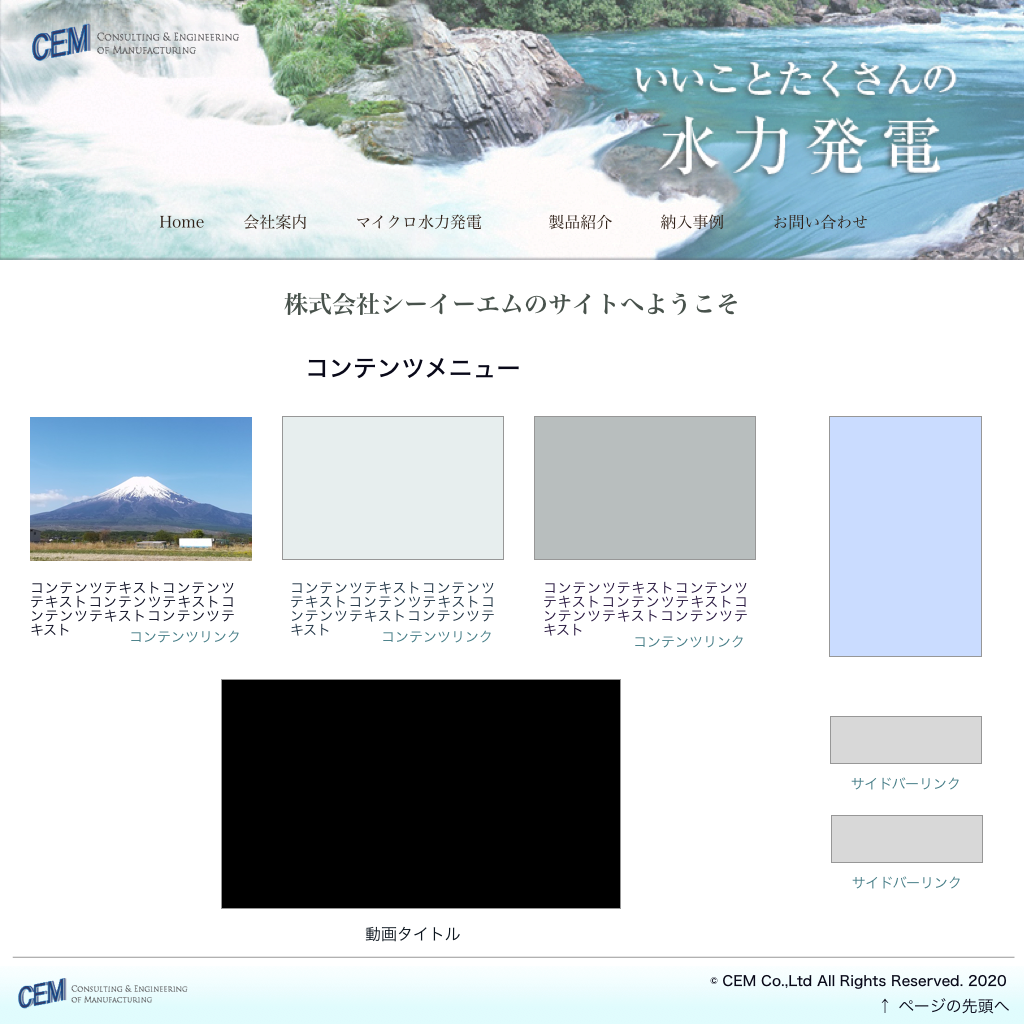 CEM CONSULTING & ENGINEERING
OF MANUFACTURING
いいことたくさんの
水力発電
Home 会社案内 マイクロ水力発電 製品紹介 納入事例 お問い合わせ
株式会社シーイーエムのサイトへようこそ
コンテンツメニュー
コンテンツテキストコンテンツ
テキストコンテンツテキストコ
ンテンツテキストコンテンツテ
キスト
コンテンツリンク
コンテンツテキストコンテンツ
テキストコンテンツテキストコ
ンテンツテキストコンテンツテ
キスト
コンテンツリンク
コンテンツテキストコンテンツ
テキストコンテンツテキストコ
ンテンツテキストコンテンツテ
キスト
コンテンツリンク
サイドバーリンク
サイドバーリンク
動画タイトル
CEM CONSULTING & ENGINEERING
OF MANUFACTURING
© CEM Co.,Ltd All Rights Reserved. 2020
↑ ページの先頭へ